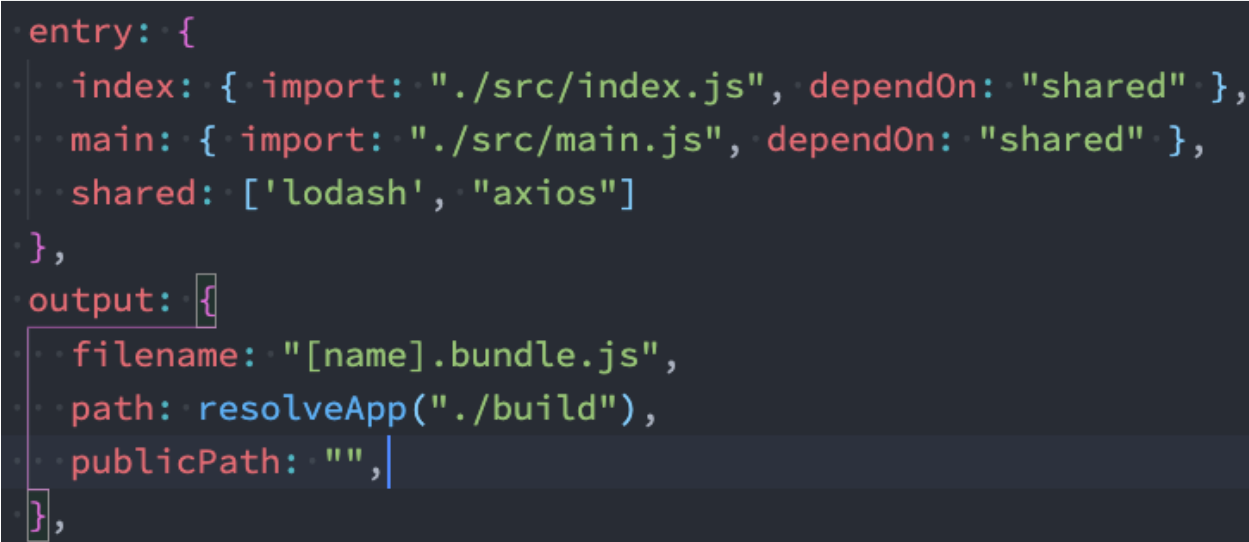 entry: {
index: { import: "./src/index.js", dependOn: "shared" },
main: { import: "./src/main.js", dependOn: "shared" },
shared: ['lodash', "axios"]
},
output: {
filename: "[name].bundle.js",
path: resolveApp("./build"),
publicPath: "",
},